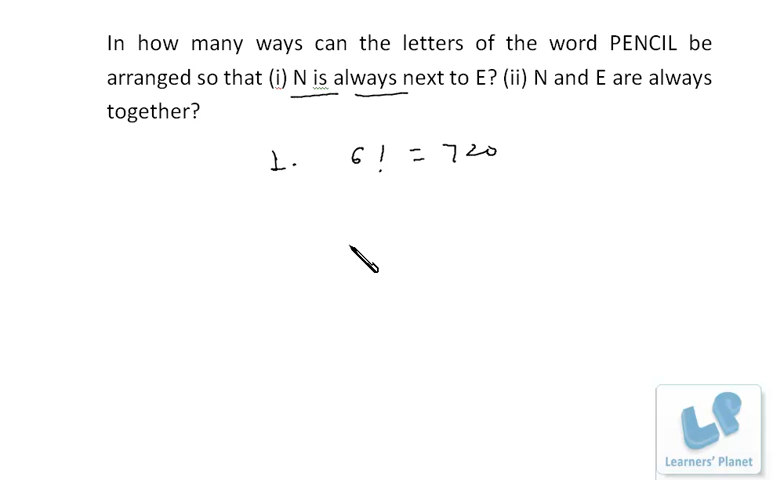 In how many ways can the letters of the word PENCIL be
arranged so that (i) N is always next to E? (ii) N and E are always
together?
1. 6! = 720
LP
Learners' Planet